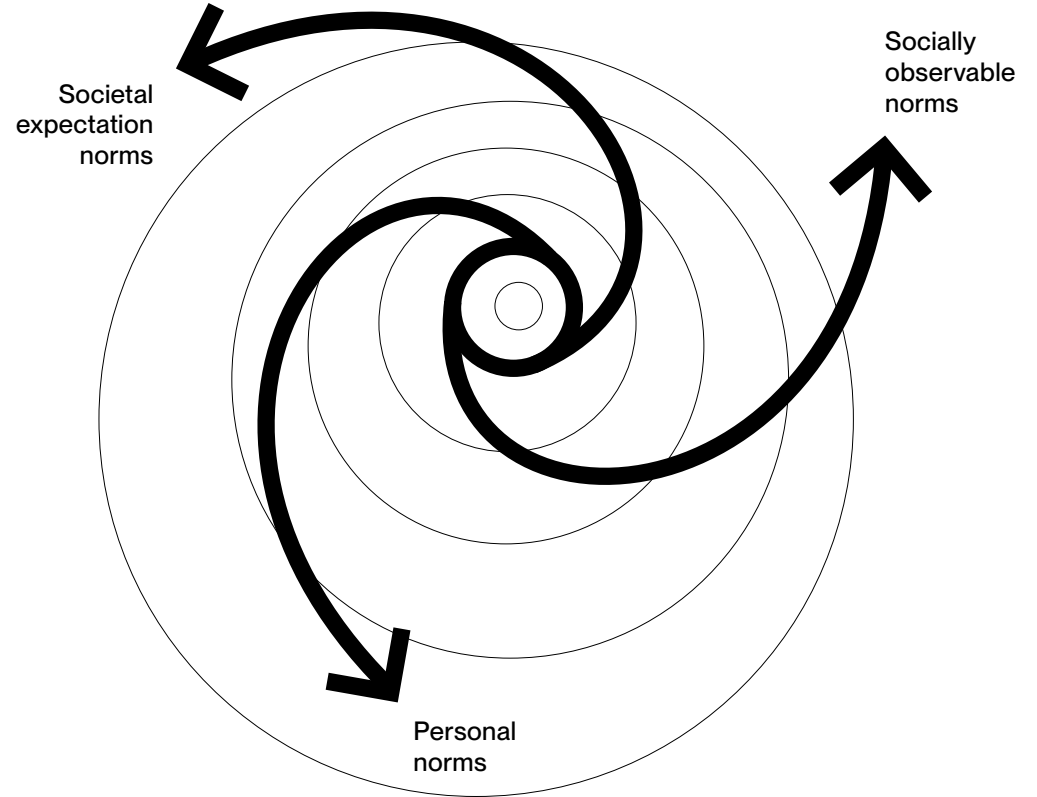 Socially
observable
norms
Societal
expectation
norms
Personal
norms